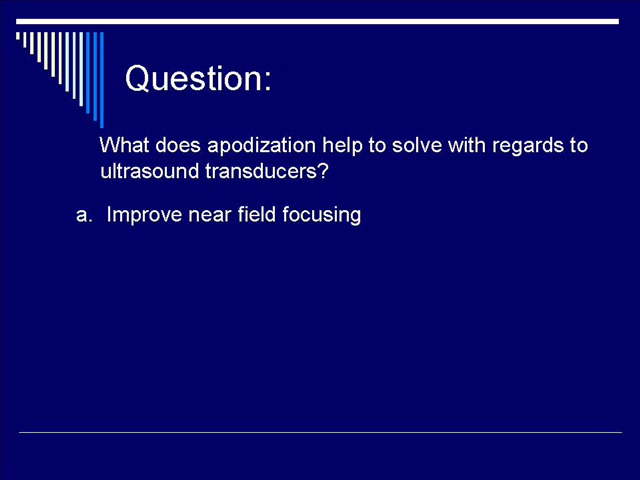 Question:
What does apodization help to solve with regards to
ultrasound transducers?
a. Improve near field focusing